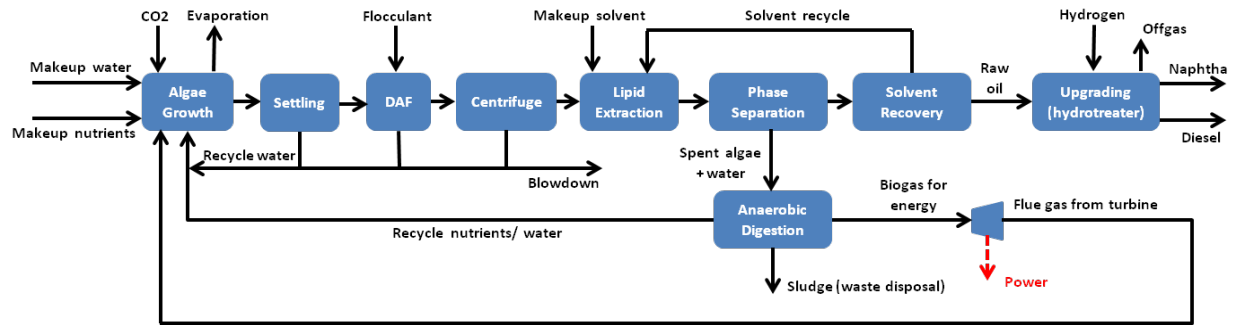 CO2
Evaporation
Flocculant
Makeup solvent
Solvent recycle
Hydrogen
Offgas
Makeup water
Makeup nutrients
Algae
Growth
Settling
DAF
Centrifuge
Lipid
Extraction
Phase
Separation
Solvent
Recovery
Raw
oil
Upgrading
(hydrotreater)
Naphtha
Diesel
Recycle water
Blowdown
Spent algae
+ water
Anaerobic
Digestion
Biogas for
energy
Flue gas from turbine
Recycle nutrients/ water
Sludge (waste disposal)
Power